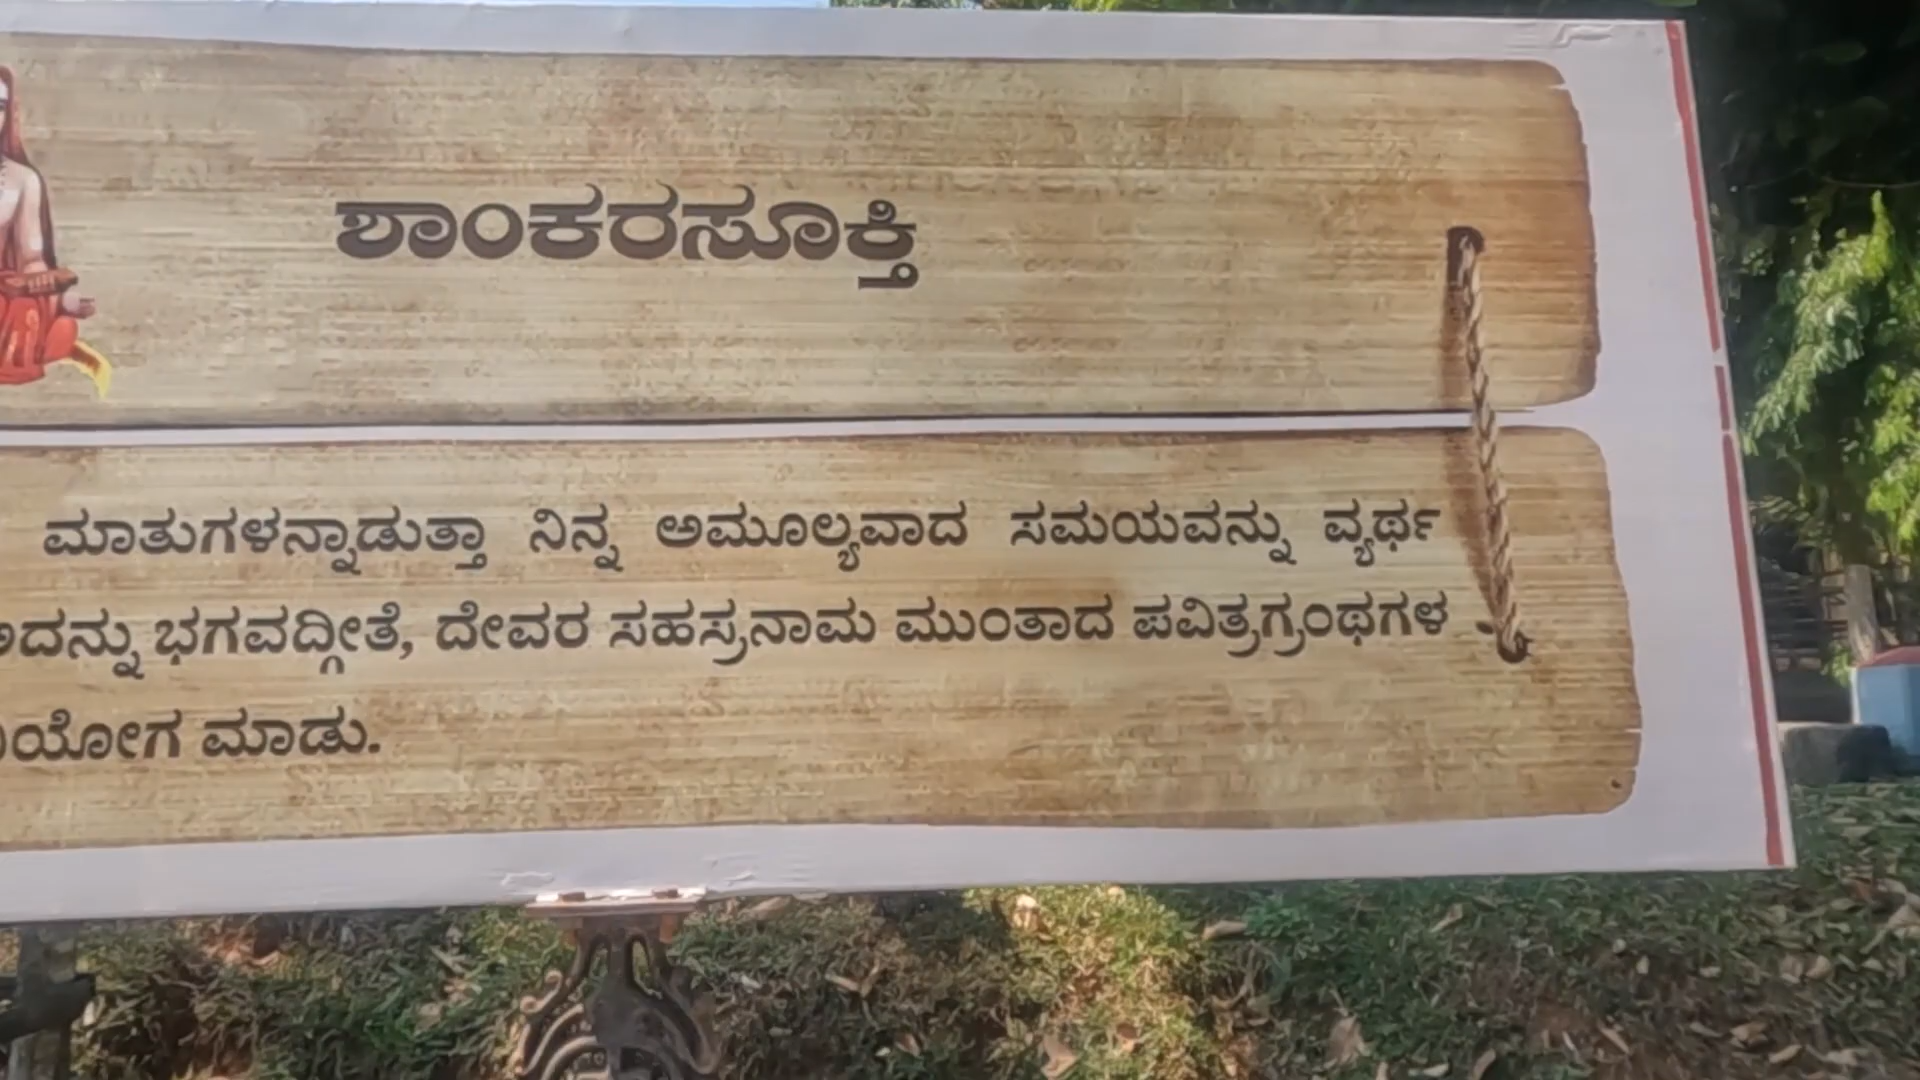 ಶಾಂಕರಸೂಕ್ತಿ
ಮಾತುಗಳನ್ನಾಡುತ್ತಾ ನಿನ್ನ ಅಮೂಲ್ಯವಾದ ಸಮಯವನ್ನು ವ್ಯರ್ಥ
ಅದನ್ನು ಭಗವದ್ಗೀತೆ, ದೇವರ ಸಹಸ್ರನಾಮ ಮುಂತಾದ ಪವಿತ್ರಗ್ರಂಥಗಳ
ಮಾಡು.